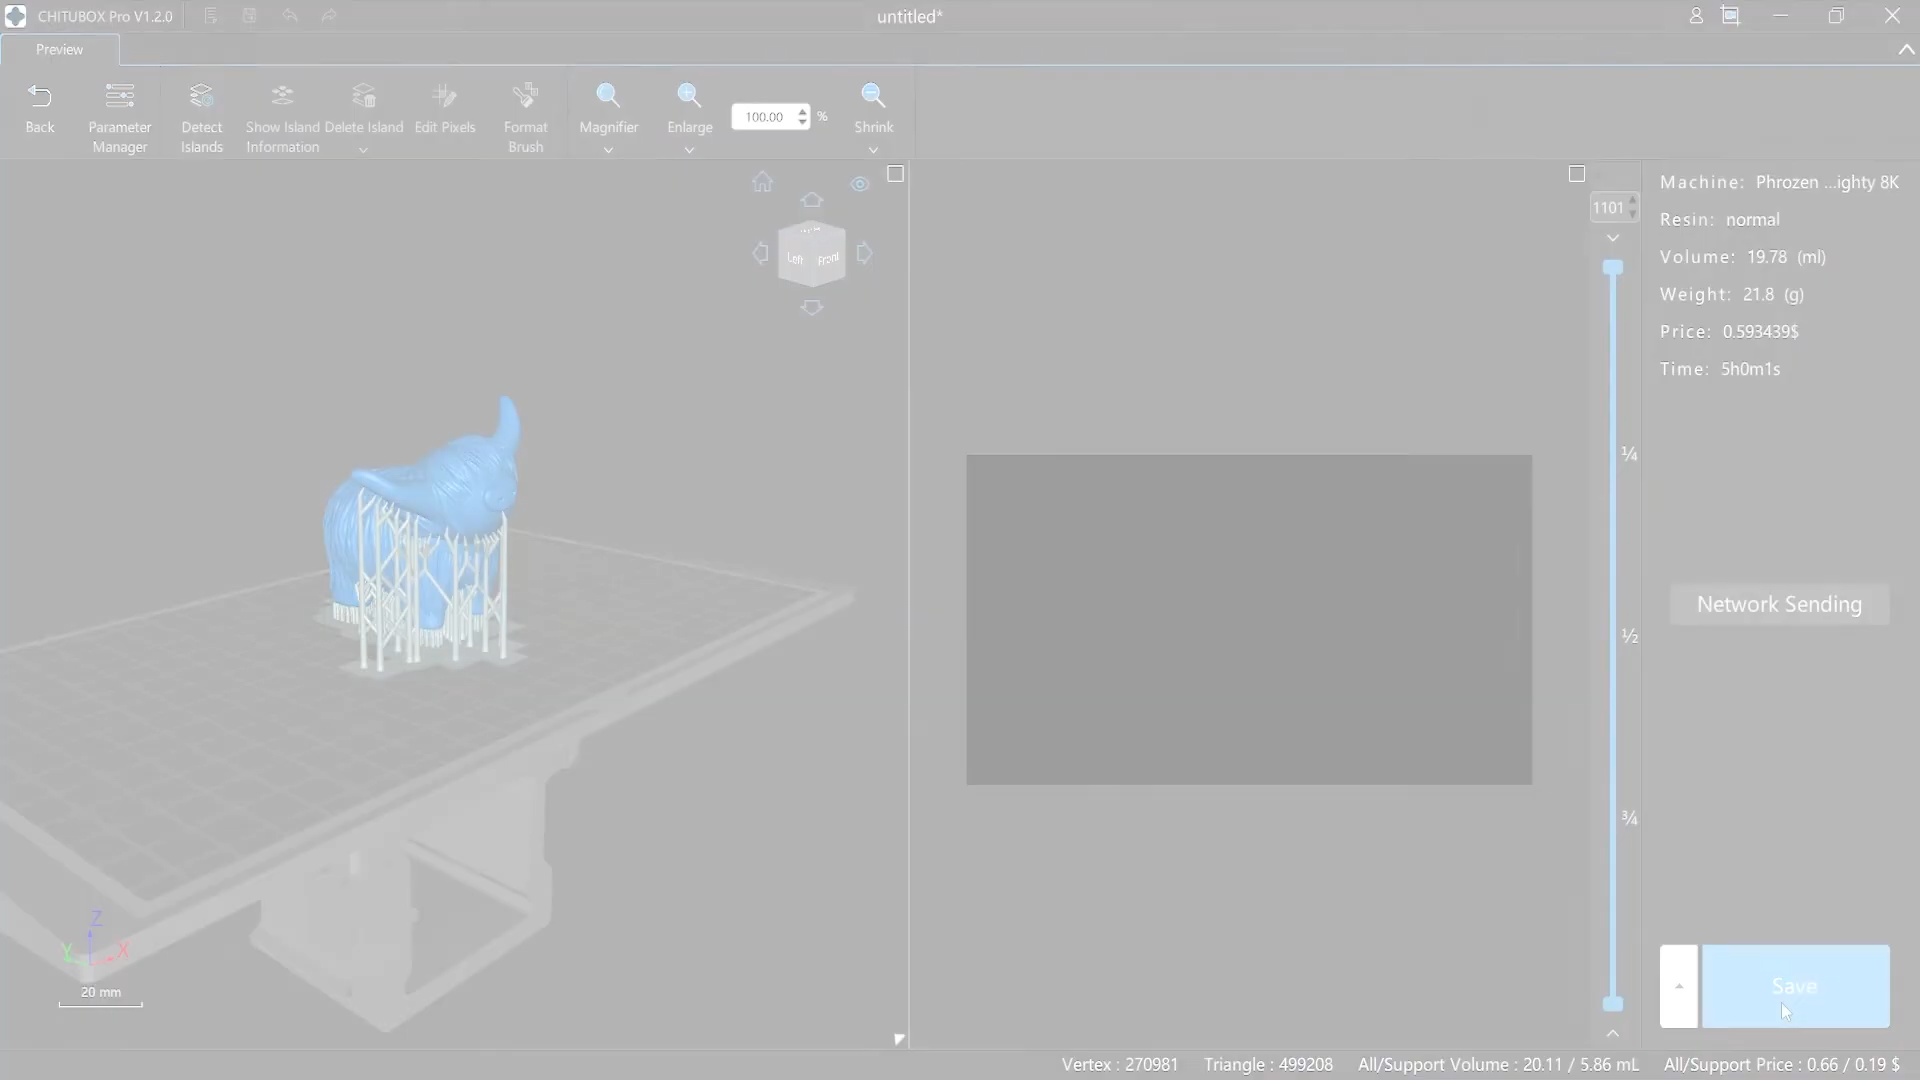 CHITUBOX Pro V1.2.0
untitled*
Preview
Back
Parameter Manager
Detect Islands
Show Island Information
Delete Island
Edit Pixels
Format Brush
Magnifier
Enlarge
100.00 %
Shrink
Left
Front
1101
Machine: Phrozen ...ighty 8K
Resin: normal
Volume: 19.78 (ml)
Weight: 21.8 (g)
Price: 0.593439$
Time: 5h0m1s
¼
½
¾
Network Sending
Save
Z
Y
X
20 mm
Vertex : 270981 Triangle : 499208 All/Support Volume : 20.11 / 5.86 mL All/Support Price : 0.66 / 0.19 $